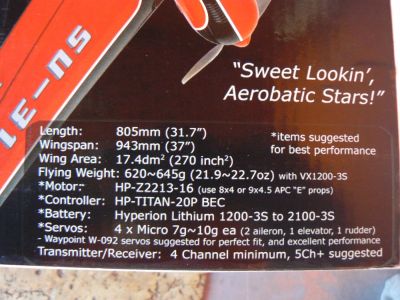 SU-31
"Sweet Lookin',
Aerobatic Stars!"
Length: 805mm (31.7")
Wingspan: 943mm (37")
Wing Area: 17.4dm² (270 inch²)
*items suggested
for best performance
Flying Weight: 620~645g (21.9~22.7oz) with VX1200-3S
*Motor: HP-Z2213-16 (use 8x4 or 9x4.5 APC "E" props)
*Controller: HP-TITAN-20P BEC
*Battery: Hyperion Lithium 1200-3S to 2100-3S
*Servos: 4 x Micro 7g~10g ea (2 aileron, 1 elevator, 1 rudder)
- Waypoint W-092 servos suggested for perfect fit, and excellent performance
Transmitter/Receiver: 4 Channel minimum, 5Ch+ suggested